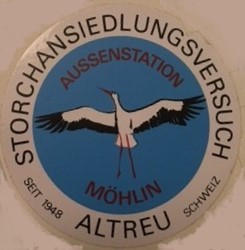 STORCHANSIEDLUNGSVERSUCH
AUSSENSTATION
MÖHLIN
SEIT 1948
ALTREU
SCHWEIZ